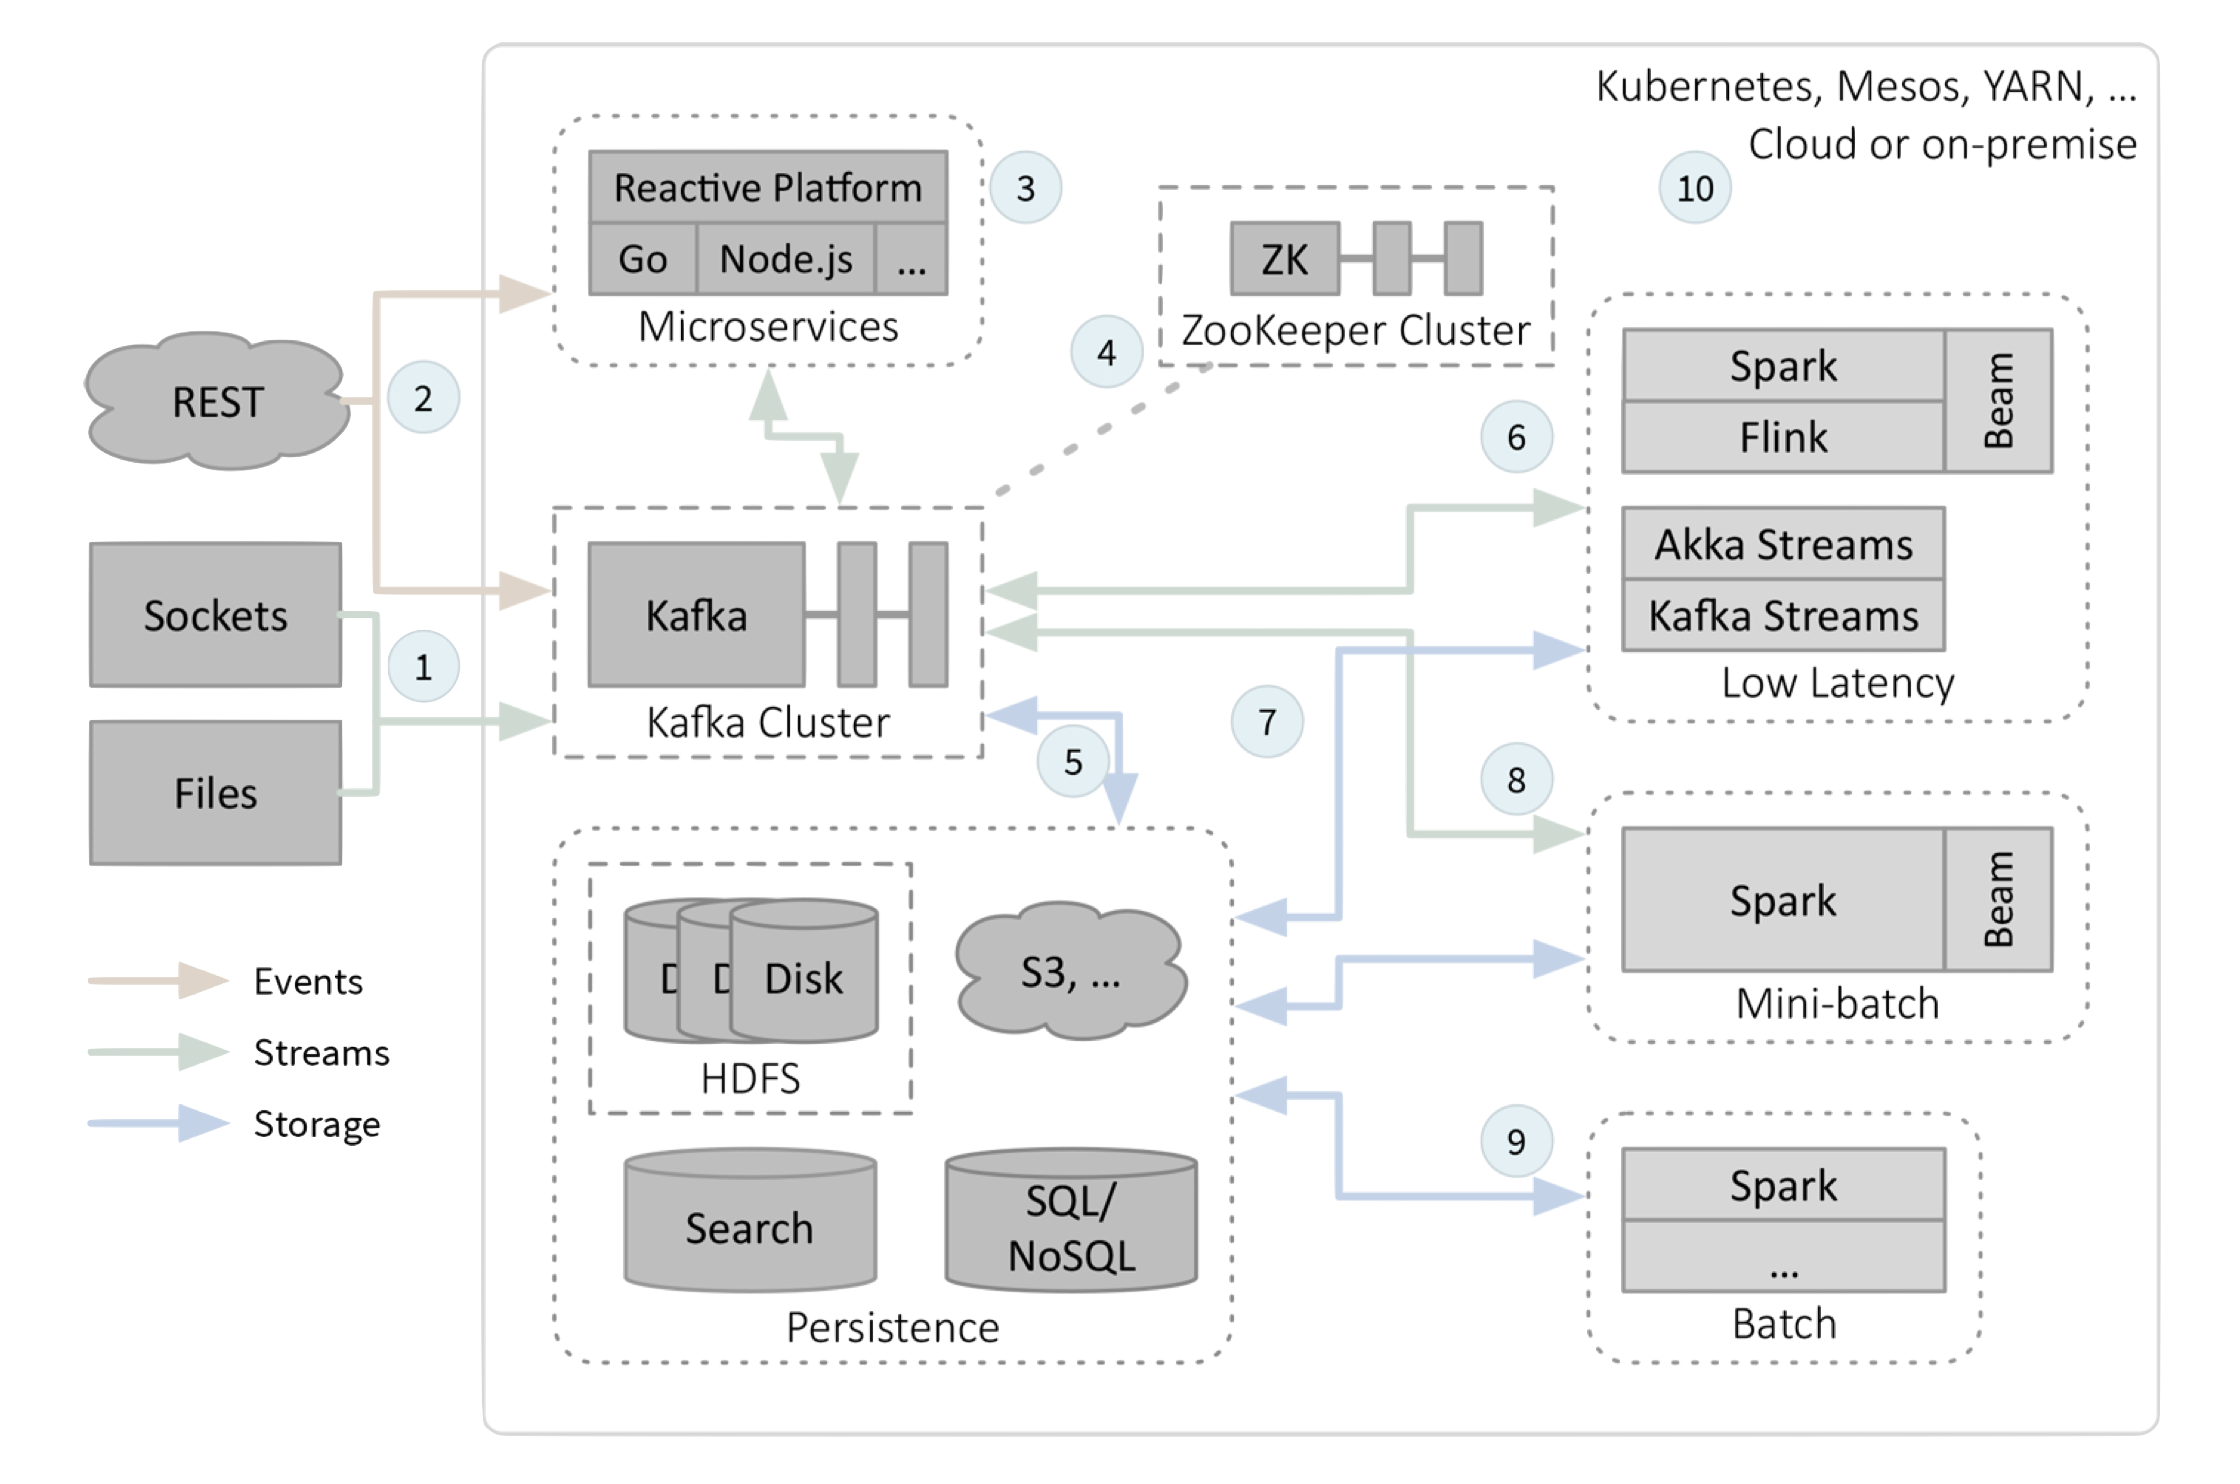 Kubernetes, Mesos, YARN, ...
Cloud or on-premise
10
Reactive Platform
Go
Node.js
...
Microservices
3
ZK
ZooKeeper Cluster
4
REST
2
Sockets
Files
1
Kafka
Kafka Cluster
5
6
Spark
Flink
Beam
Akka Streams
Kafka Streams
Low Latency
7
8
Spark
Beam
Mini-batch
D
D
Disk
HDFS
S3, ...
Search
SQL/
NoSQL
Persistence
9
Spark
...
Batch
Events
Streams
Storage